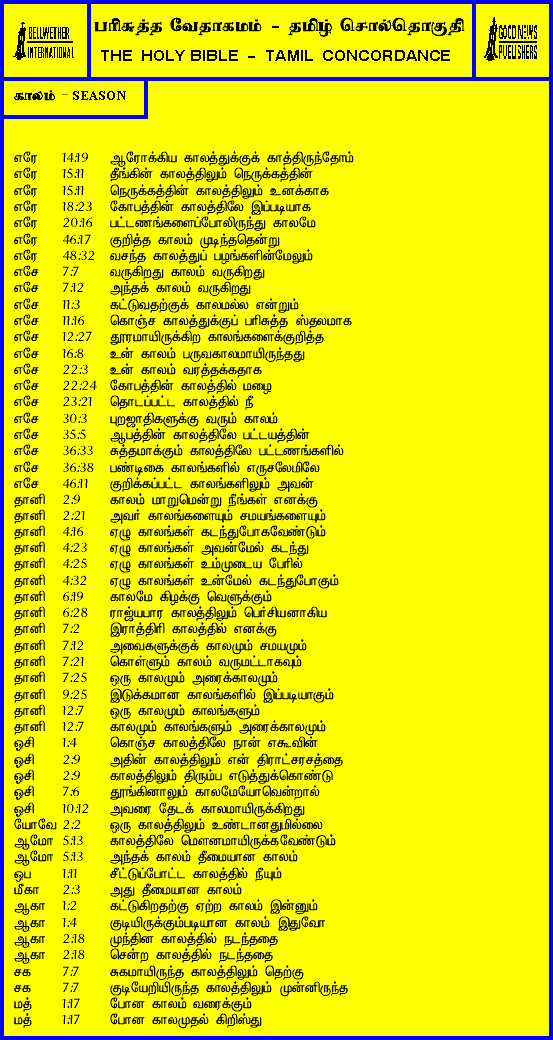 BELLWETHER
INTERNATIONAL
பரிசுத்த வேதாகமம் - தமிழ் சொல்தொகுதி
THE HOLY BIBLE - TAMIL CONCORDANCE
GOOD NEWS
PUBLISHERS
காலம் - SEASON
எரே 14:19 ஆரோக்கிய காலத்துக்குக் காத்திருந்தோம்
எரே 15:11 தீங்கின் காலத்திலும் நெருக்கத்தின்
எரே 15:11 நெருக்கத்தின் காலத்திலும் உனக்காக
எரே 18:23 கோபத்தின் காலத்திலே இப்படியாக
எரே 20:16 பட்டணங்களைப்போலிருந்து காலமே
எரே 46:17 குறித்த காலம் முடிந்ததென்று
எரே 48:32 வசந்த காலத்துப் பழங்களின்மேலும்
எசே 7:7 வருகிறது காலம் வருகிறது
எசே 7:12 அந்தக் காலம் வருகிறது
எசே 11:3 கட்டுவதற்குக் காலமல்ல என்றும்
எசே 11:16 கொஞ்ச காலத்துக்குப் பரிசுத்த ஸ்தலமாக
எசே 12:27 தூரமாயிருக்கிற காலங்களைக்குறித்த
எசே 16:8 உன் காலம் பருவகாலமாயிருந்தது
எசே 22:3 உன் காலம் வரத்தக்கதாக
எசே 22:24 கோபத்தின் காலத்தில் மழை
எசே 23:21 தொடப்பட்ட காலத்தில் நீ
எசே 30:3 புறஜாதிகளுக்கு வரும் காலம்
எசே 35:5 ஆபத்தின் காலத்திலே பட்டயத்தின்
எசே 36:33 சுத்தமாக்கும் காலத்திலே பட்டணங்களில்
எசே 36:38 பண்டிகை காலங்களில் எருசலேமிலே
எசே 46:11 குறிக்கப்பட்ட காலங்களிலும் அவன்
தானி 2:9 காலம் மாறுமென்று நீங்கள் எனக்கு
தானி 2:21 அவர் காலங்களையும் சமயங்களையும்
தானி 4:16 ஏழு காலங்கள் கடந்துபோகவேண்டும்
தானி 4:23 ஏழு காலங்கள் அவன்மேல் கடந்து
தானி 4:25 ஏழு காலங்கள் உம்முடைய பேரில்
தானி 4:32 ஏழு காலங்கள் உன்மேல் கடந்துபோகும்
தானி 6:19 காலமே கிழக்கு வெளுக்கும்
தானி 6:28 ராஜ்யபார காலத்திலும் பெர்சியனாகிய
தானி 7:2 இராத்திரி காலத்தில் எனக்கு
தானி 7:12 அவைகளுக்குக் காலமும் சமயமும்
தானி 7:21 கொள்ளும் காலம் வருமட்டாகவும்
தானி 7:25 ஒரு காலமும் அரைக்காலமும்
தானி 9:25 இடுக்கமான காலங்களில் இப்படியாகும்
தானி 12:7 ஒரு காலமும் காலங்களும்
தானி 12:7 காலமும் காலங்களும் அரைக்காலமும்
ஓசி 1:4 கொஞ்ச காலத்திலே நான் எகூவின்
ஓசி 2:9 அதின் காலத்திலும் என் திராட்சரசத்தை
ஓசி 2:9 காலத்திலும் திரும்ப எடுத்துக்கொண்டு
ஓசி 7:6 தூங்கினாலும் காலமேயோவென்றால்
ஓசி 10:12 அவரை தேடக் காலமாயிருக்கிறது
யோவே 2:2 ஒரு காலத்திலும் உண்டானதுமில்லை
ஆமோ 5:13 காலத்திலே மௌனமாயிருக்கவேண்டும்
ஆமோ 5:13 அந்தக் காலம் தீமையான காலம்
ஒப 1:11 சீட்டுப்போட்ட காலத்தில் நீயும்
மீகா 2:3 அது தீமையான காலம்
ஆகா 1:2 கட்டுகிறதற்கு ஏற்ற காலம் இன்னும்
ஆகா 1:4 குடியிருக்கும்படியான காலம் இதுவோ
ஆகா 2:18 முந்தின காலத்தில் நடந்ததை
ஆகா 2:18 சென்ற காலத்தில் நடந்ததை
சக 7:7 சுகமாயிருந்த காலத்திலும் தெற்கு
சக 7:7 குடியேறியிருந்த காலத்திலும் முன்னிருந்த
மத் 1:17 போன காலம் வரைக்கும்
மத் 1:17 போன காலமுதல் கிறிஸ்து